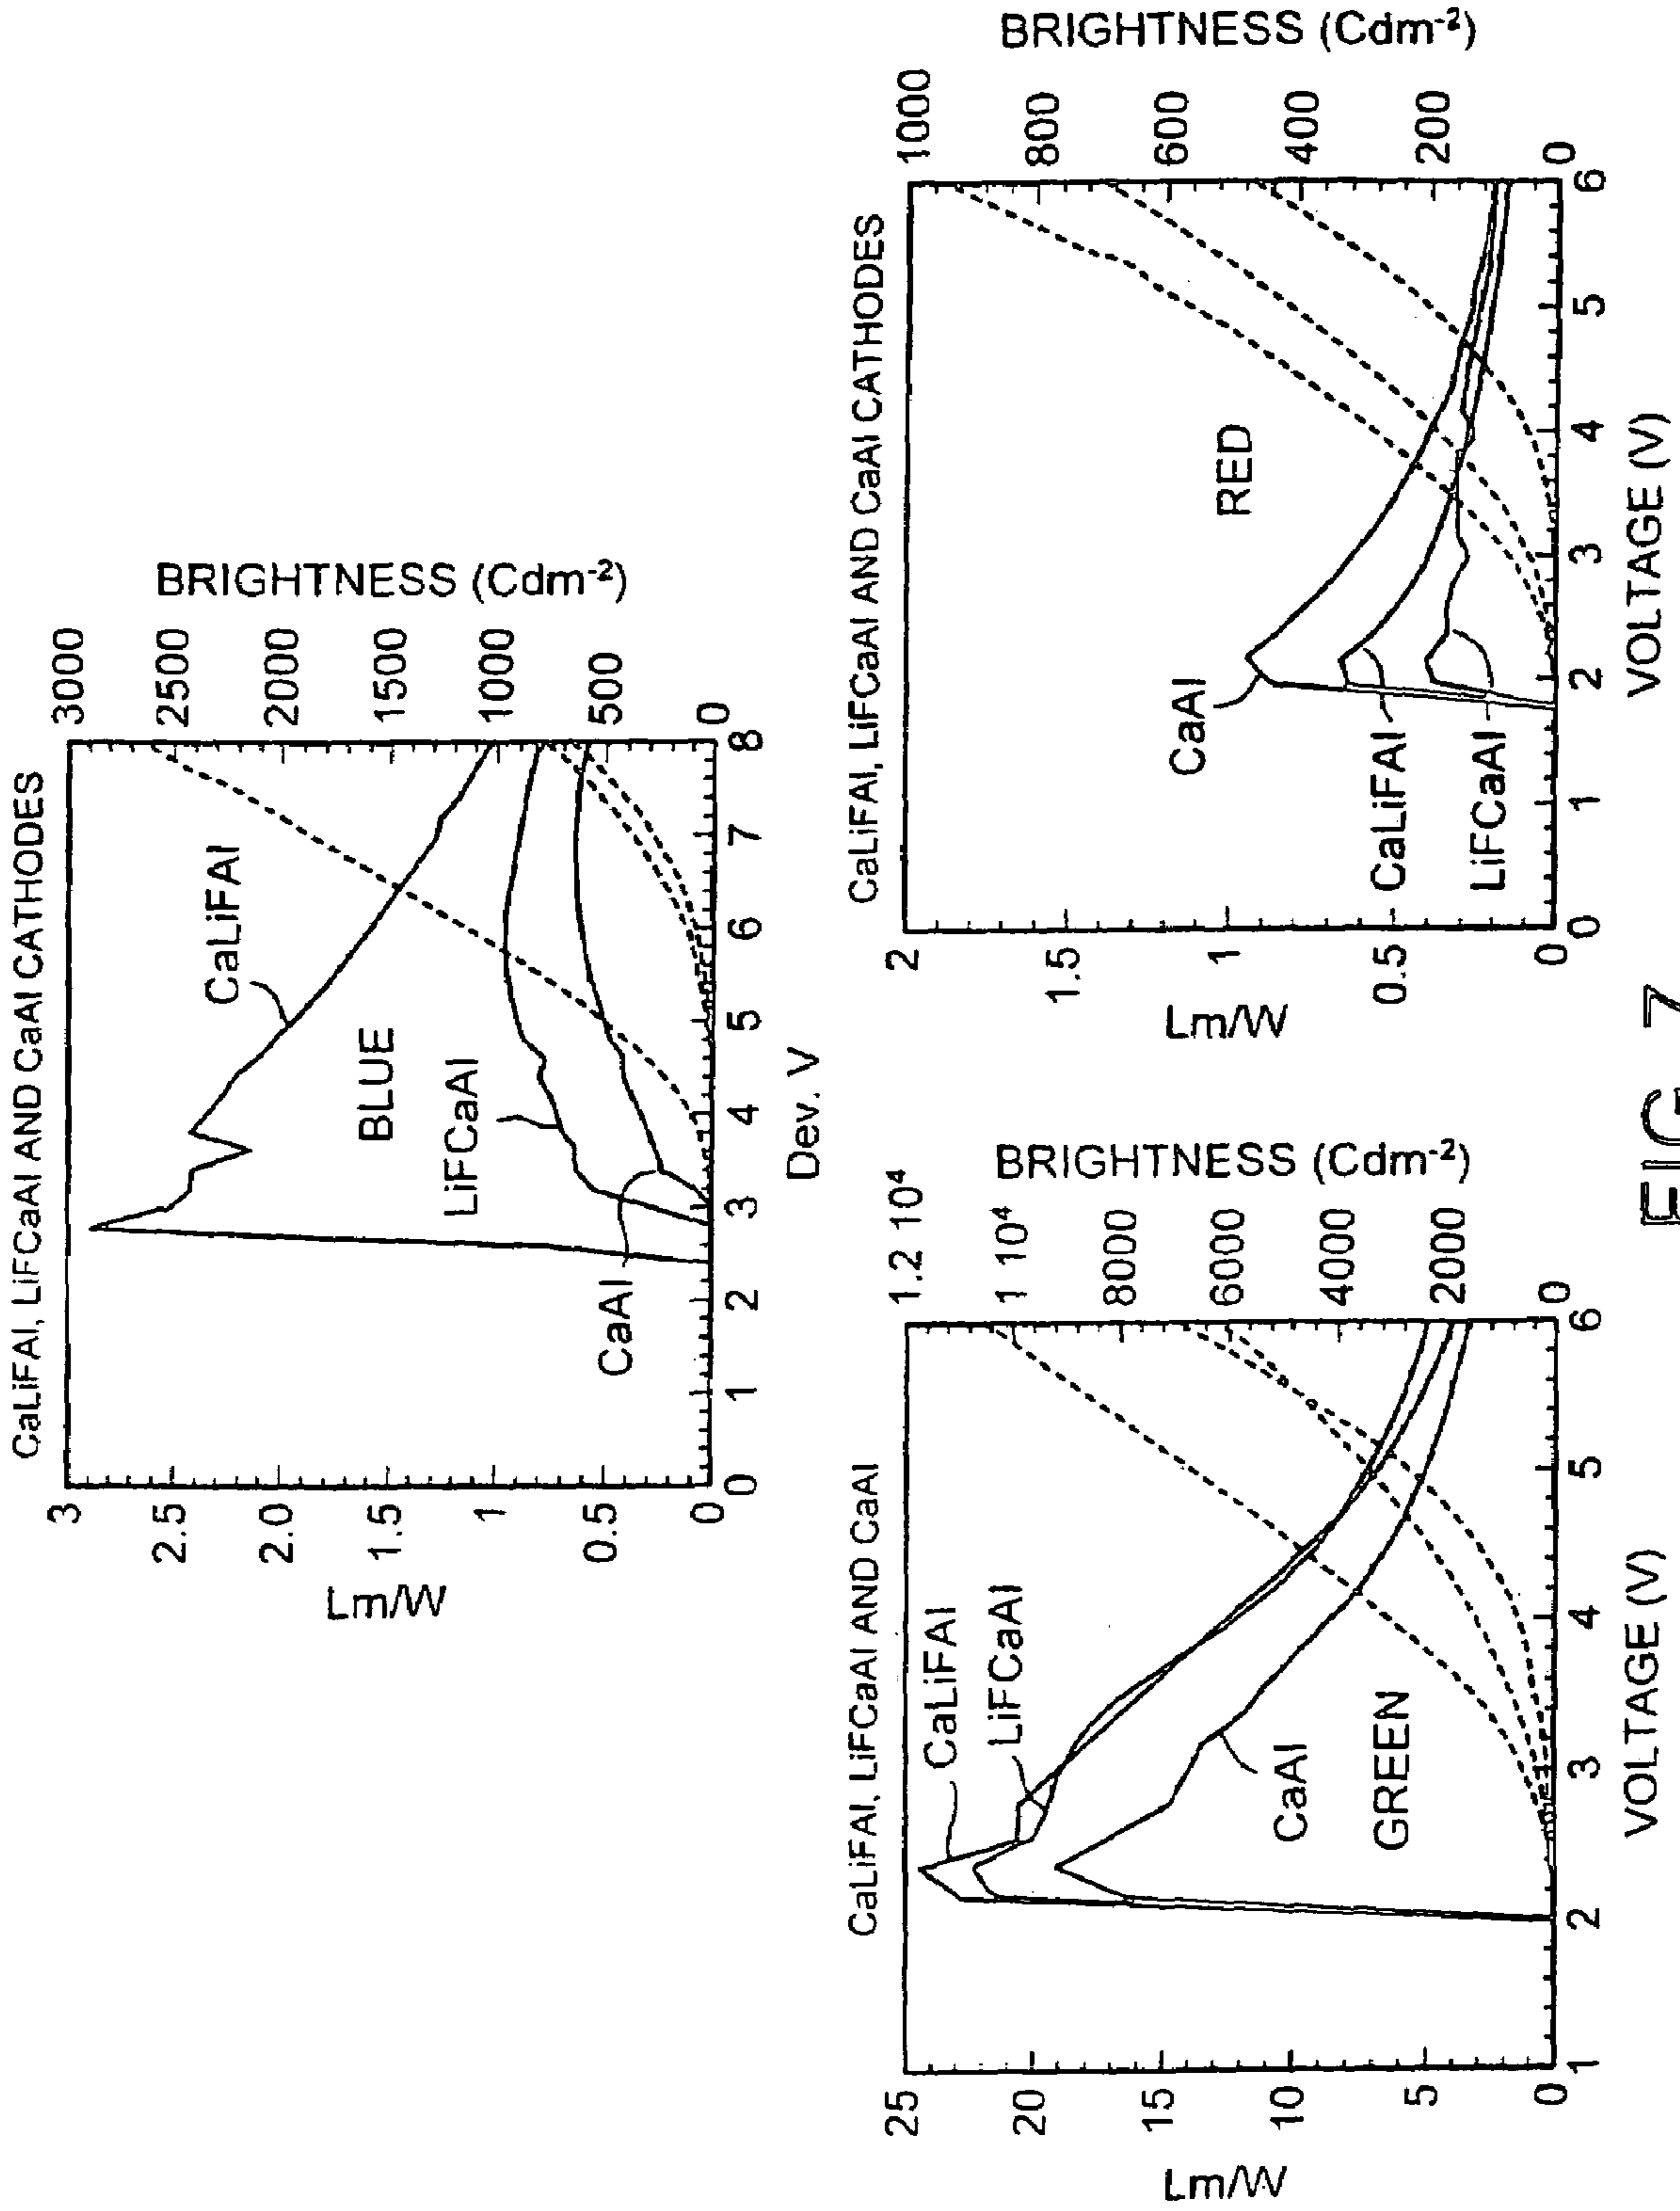 CaLiFAl, LiFCaAl AND CaAl CATHODES
3
2.5
2.0
1.5
1
0.5
0
Lm/W
0
1
2
3
4
5
6
7
8
Dev. V
3000
2500
2000
1500
1000
500
0
BRIGHTNESS (Cdm⁻²)
CaLiFAl
BLUE
LiFCaAl
CaAl
CaLiFAl, LiFCaAl AND CaAl
25
20
15
10
5
0
Lm/W
1
2
3
4
5
6
VOLTAGE (V)
1.2 10⁴
1 10⁴
8000
6000
4000
2000
0
BRIGHTNESS (Cdm⁻²)
CaLiFAl
LiFCaAl
CaAl
GREEN
CaLiFAl, LiFCaAl AND CaAl CATHODES
2
1.5
1
0.5
0
Lm/W
0
1
2
3
4
5
6
VOLTAGE (V)
1000
800
600
400
200
0
BRIGHTNESS (Cdm⁻²)
RED
CaAl
CaLiFAl
LiFCaAl
FIG. 7